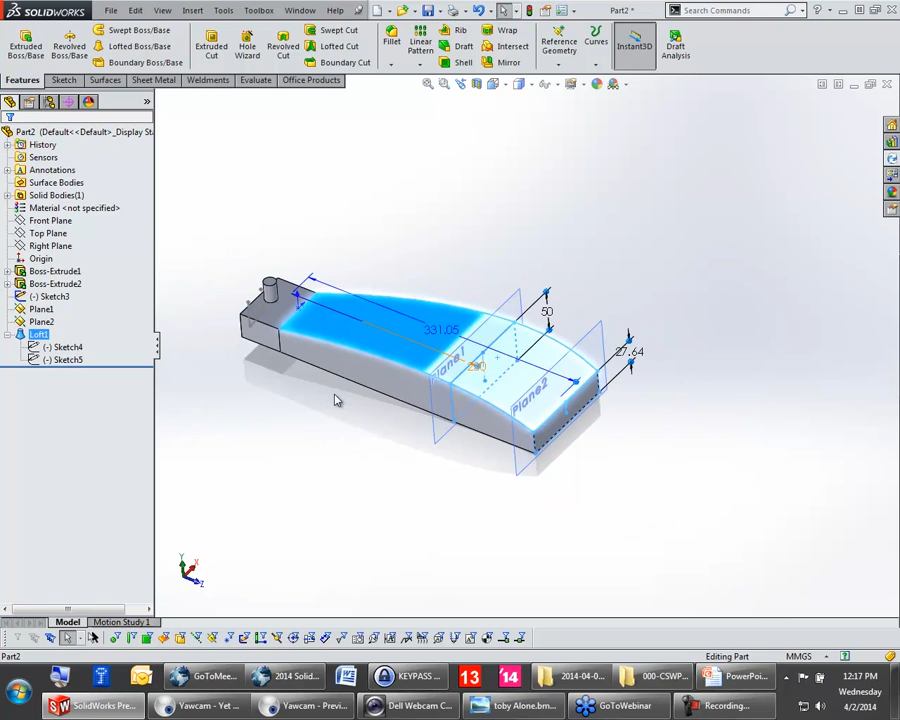 SOLIDWORKS File Edit View Insert Tools Toolbox Window Help Part2 * Search Commands
Extruded Boss/Base Revolved Boss/Base Swept Boss/Base Lofted Boss/Base Boundary Boss/Base Extruded Cut Hole Wizard Revolved Cut Swept Cut Lofted Cut Boundary Cut Fillet Linear Pattern Rib Draft Shell Wrap Intersect Mirror Reference Geometry Curves Instant3D Draft Analysis
Features Sketch Surfaces Sheet Metal Weldments Evaluate Office Products
Part2 (Default<<Default>_Display Sta
History
Sensors
Annotations
Surface Bodies
Solid Bodies(1)
Material <not specified>
Front Plane
Top Plane
Right Plane
Origin
Boss-Extrude1
Boss-Extrude2
(-) Sketch3
Plane1
Plane2
Loft1
(-) Sketch4
(-) Sketch5
50
331.05
27.64
Plane1
Plane2
Y
X
Z
Model Motion Study 1
Part2 Editing Part MMGS
GoToMee... 2014 Solid... KEYPASS ... 13 14 2014-04-0... 000-CSWP... PowerPoi... 12:17 PM
Wednesday
SOLIDWORKS Pre... Yawcam - Yet ... Yawcam - Previ... Dell Webcam C... toby Alone.bm... GoToWebinar Recording... 4/2/2014